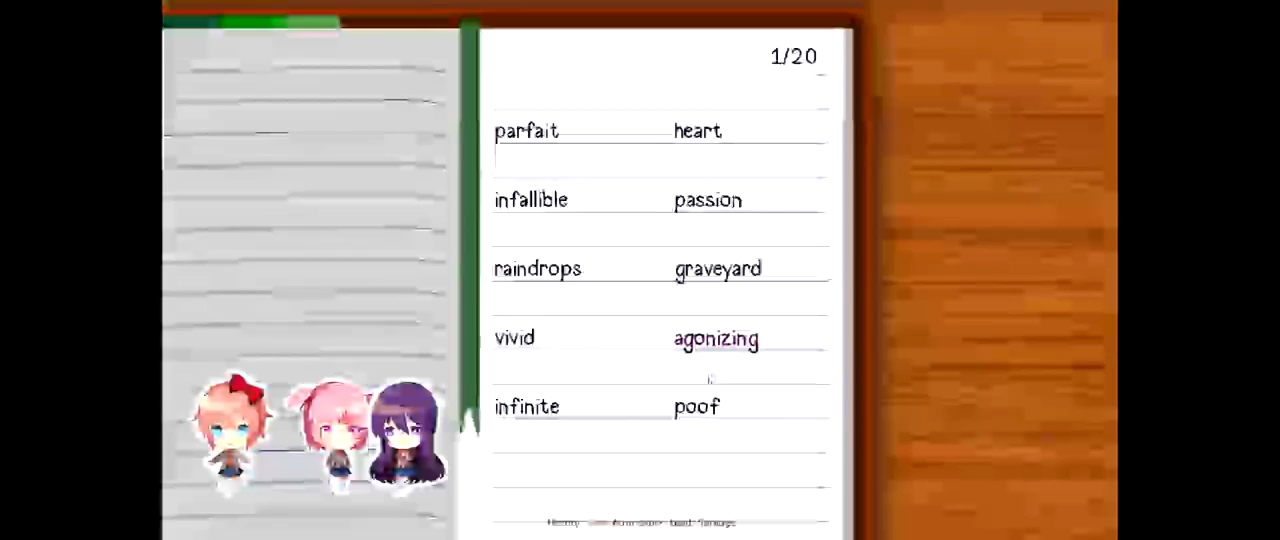 1/20
parfait heart
infallible passion
raindrops graveyard
vivid agonizing
infinite poof